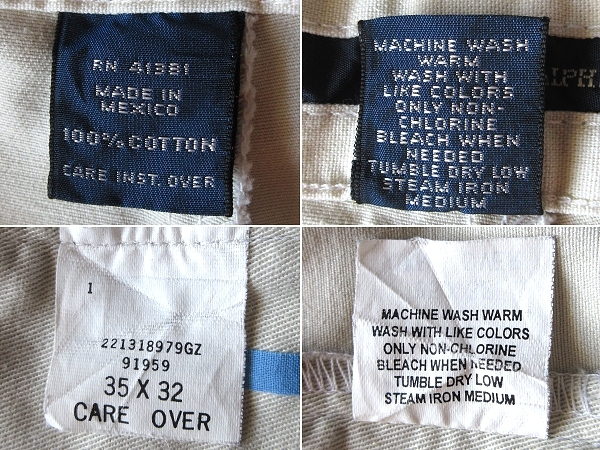 RN 41381
MADE IN
MEXICO
100% COTTON
CARE INST. OVER
MACHINE WASH
WARM
WASH WITH
LIKE COLORS
ONLY NON-
CHLORINE
BLEACH WHEN
NEEDED
TUMBLE DRY LOW
STEAM IRON
MEDIUM
ALPH
1
221318979GZ
91959
35 X 32
CARE OVER
MACHINE WASH WARM
WASH WITH LIKE COLORS
ONLY NON-CHLORINE
BLEACH WHEN NEEDED
TUMBLE DRY LOW
STEAM IRON MEDIUM